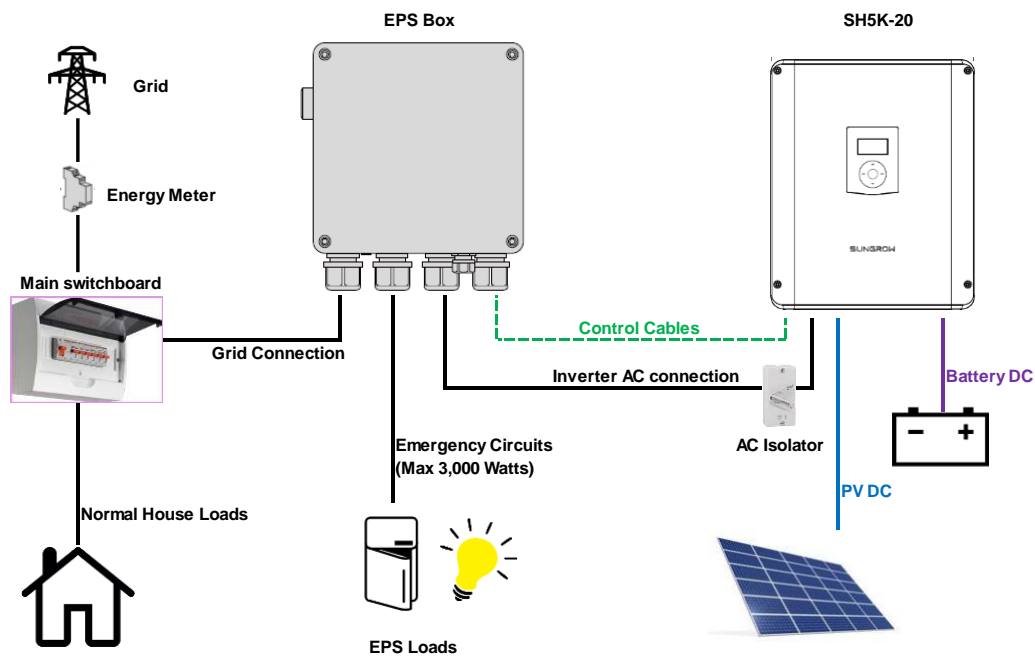 EPS Box
SH5K-20
Grid
Energy Meter
SUNGROW
Main switchboard
Control Cables
Grid Connection
Inverter AC connection
Battery DC
Emergency Circuits
(Max 3,000 Watts)
AC Isolator
PV DC
Normal House Loads
EPS Loads